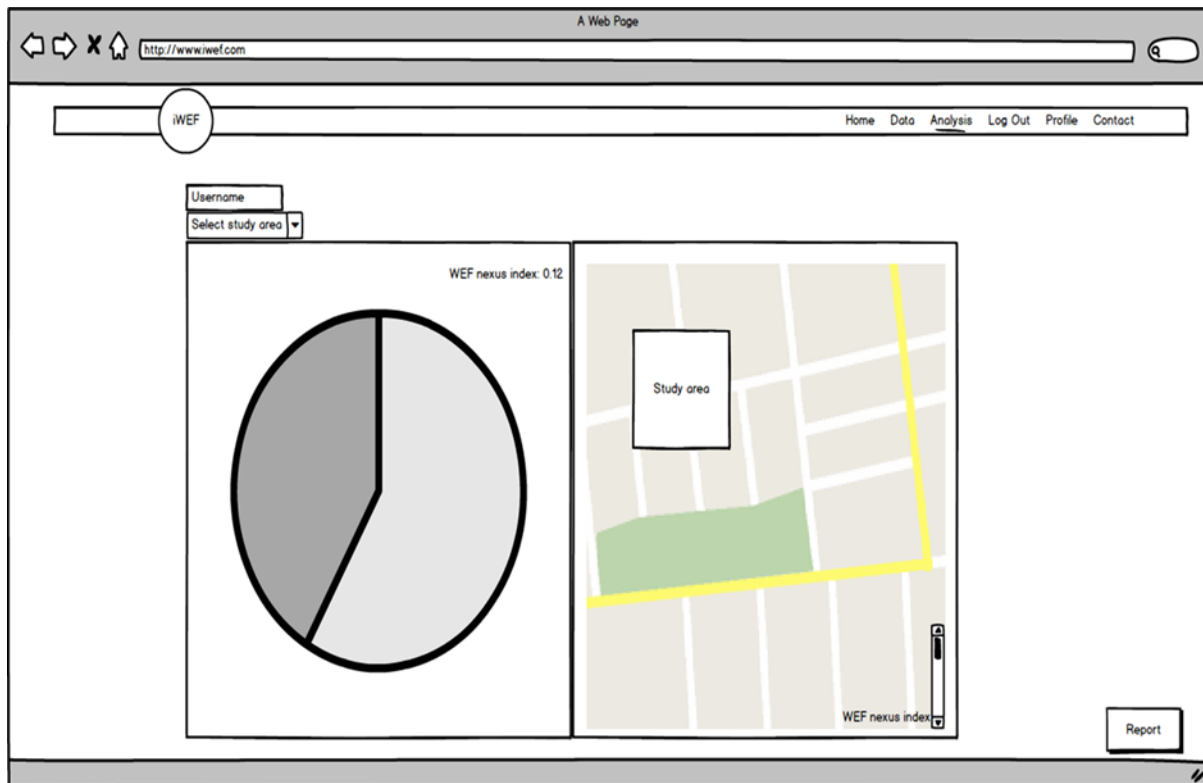 A Web Page
http://www.iwef.com
iWEF
Home Data Analysis Log Out Profile Contact
Username
Select study area
WEF nexus index: 0.12
Study area
WEF nexus index
Report